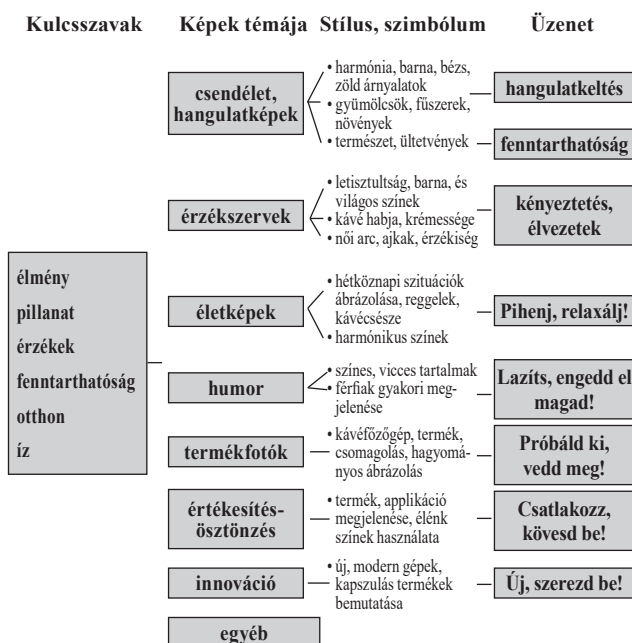 Kulcsszavak
Képek témája
Stílus, szimbólum
Üzenet
élmény
pillanat
érzékek
fenntarthatóság
otthon
íz
csendélet,
hangulatképek
• harmónia, barna, bézs,
zöld árnyalatok
• gyümölcsök, fűszerek,
növények
• természet, ültetvények
hangulatkeltés
fenntarthatóság
érzékszervek
• letisztultság, barna, és
világos színek
• kávé habja, krémessége
• női arc, ajkak, érzékiség
kényeztetés,
élvezetek
életképek
• hétköznapi szituációk
ábrázolása, reggelek,
kávécsésze
• harmónikus színek
Pihenj, relaxálj!
humor
• színes, vicces tartalmak
• férfiak gyakori meg-
jelenése
Lazíts, engedd el
magad!
termékfotók
• kávéfőzőgép, termék,
csomagolás, hagyomá-
nyos ábrázolás
Próbáld ki,
vedd meg!
értékesítés-
ösztönzés
• termék, applikáció
megjelenése, élénk
színek használata
Csatlakozz,
kövesd be!
innováció
• új, modern gépek,
kapszulás termékek
bemutatása
Új, szerezd be!
egyéb